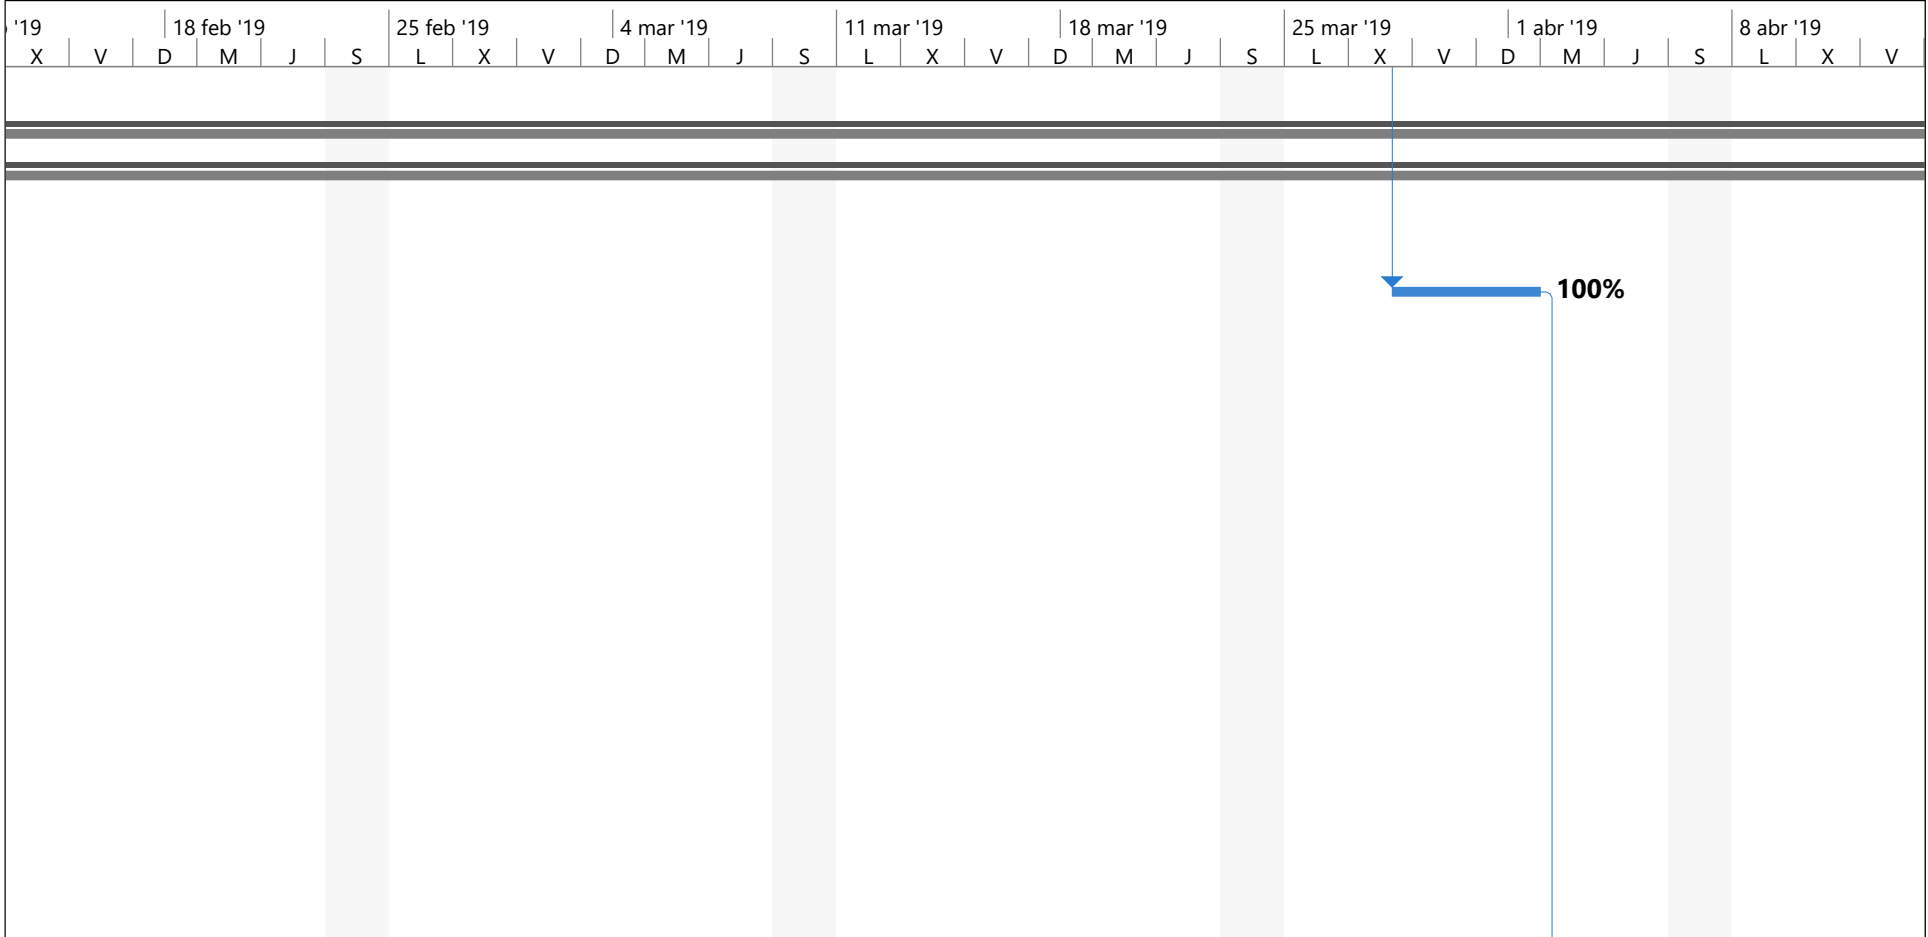 '19 18 feb '19 25 feb '19 4 mar '19 11 mar '19 18 mar '19 25 mar '19 1 abr '19 8 abr '19
X V D M J S L X V D M J S L X V D M J S L X V D M J S L X V
100%